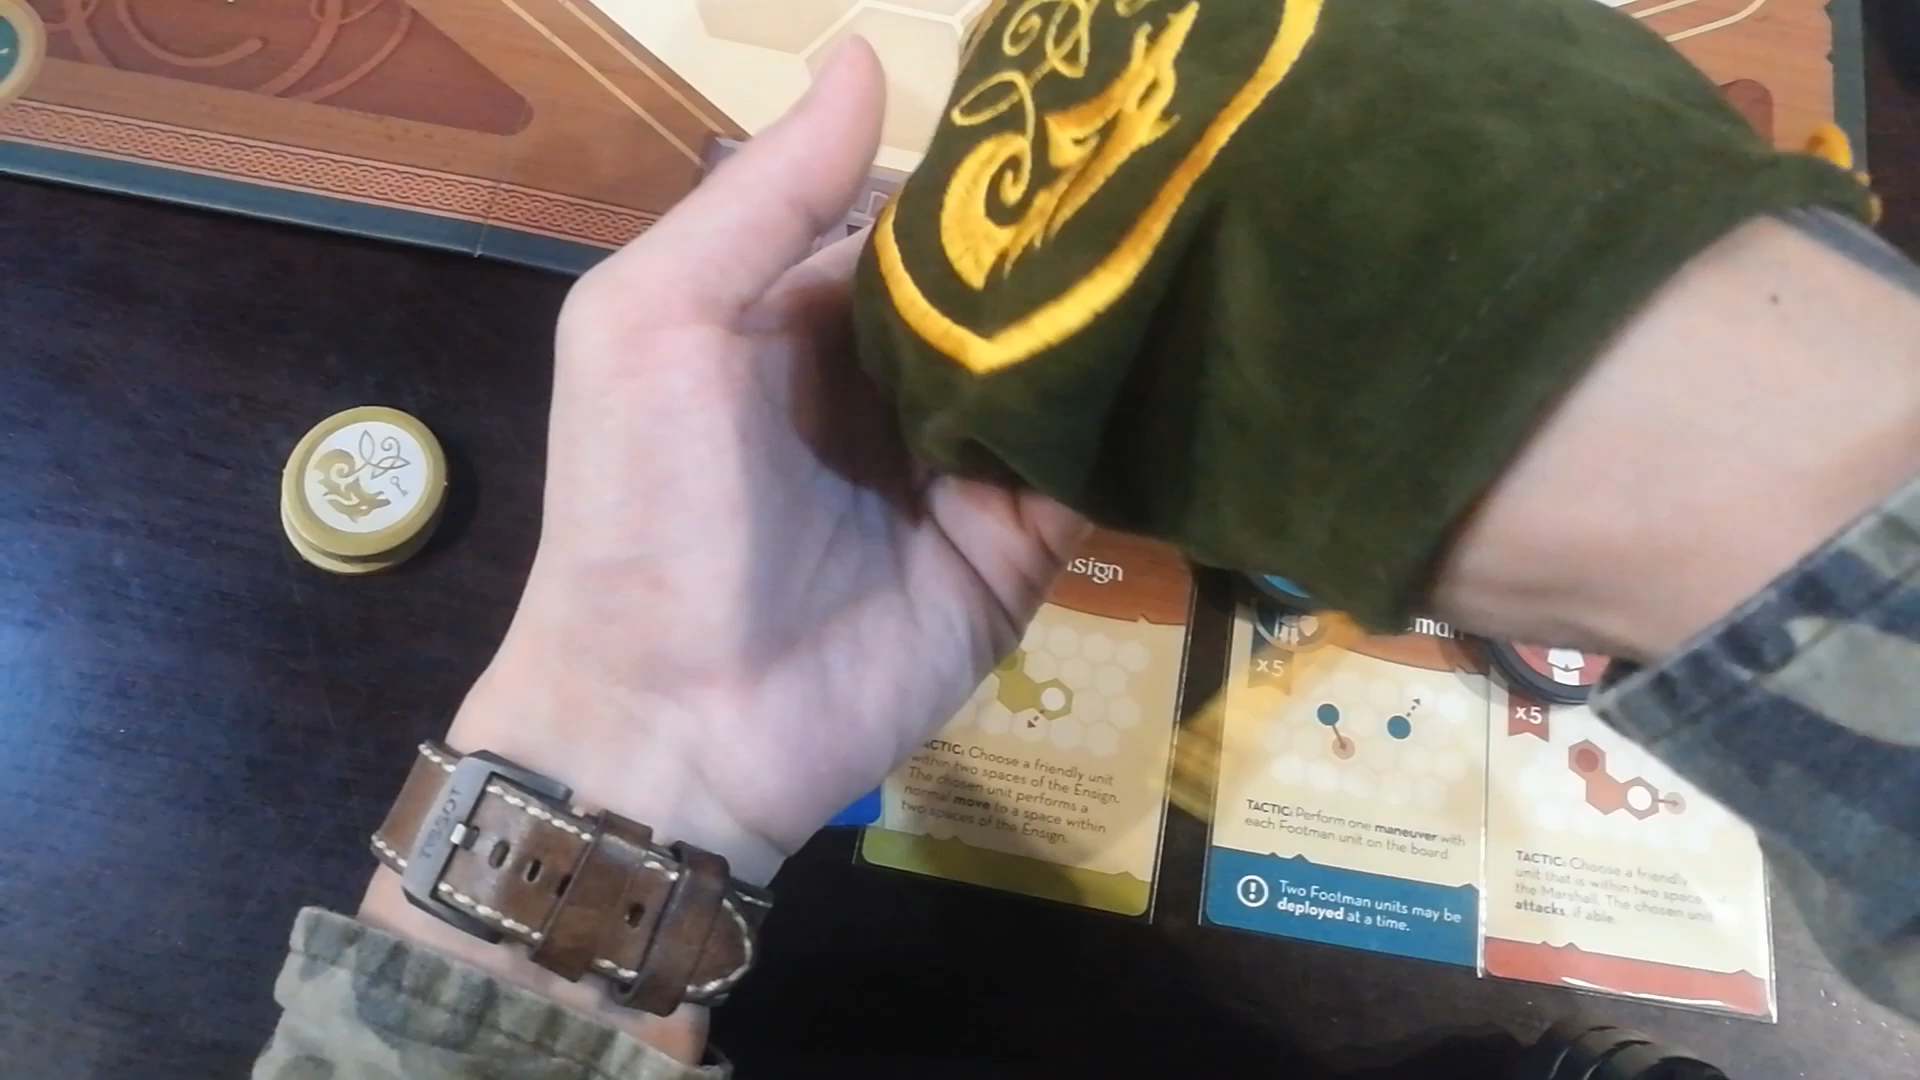 TISSOT
nsign
TACTIC: Choose a friendly unit
within two spaces of the Ensign.
The chosen unit performs a
normal move to a space within
two spaces of the Ensign.
x5
TACTIC: Perform one maneuver with
each Footman unit on the board.
Two Footman units may be
deployed at a time.
x5
TACTIC: Choose a friendly
unit that is within two spaces of
the Marshall. The chosen unit
attacks, if able.